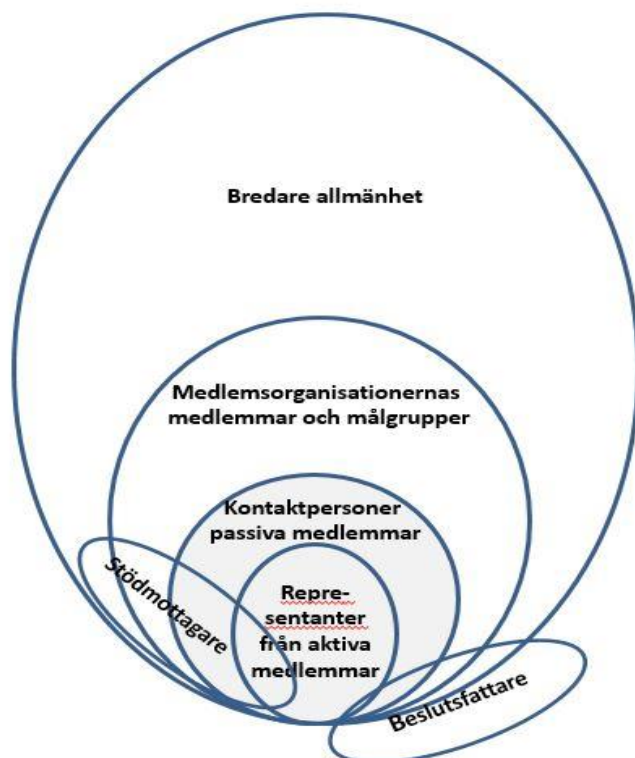 Bredare allmänhet
Medlemsorganisationernas
medlemmar och målgrupper
Kontaktpersoner
passiva medlemmar
Stödmottagare
Repre-
sentanter
från aktiva
medlemmar
Beslutsfattare